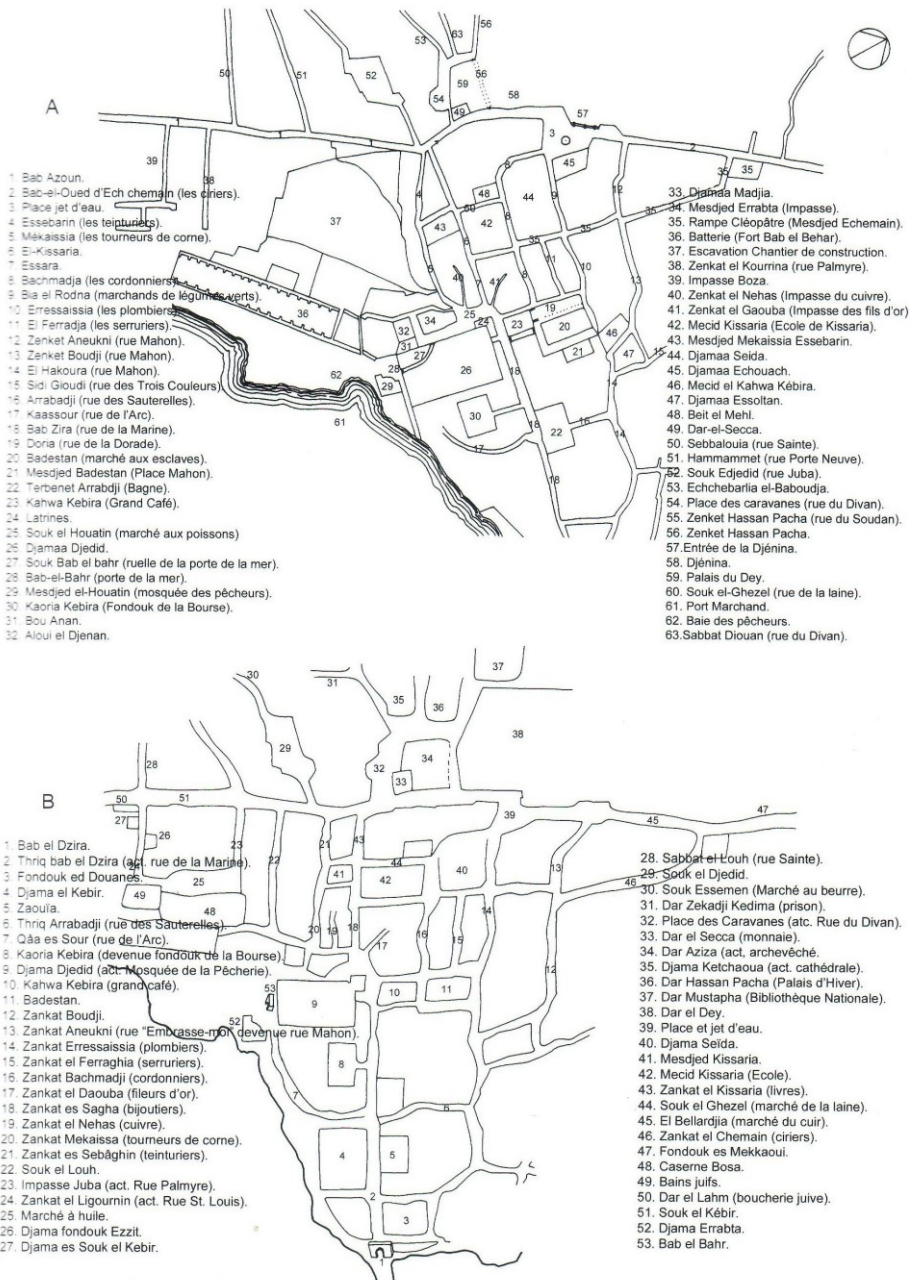 A
1. Bab Azoun.
2. Bab-el-Oued d'Ech chemain (les ciriers).
3. Place jet d'eau.
4. Essebarin (les teinturiers).
5. Mékaissia (les tourneurs de corne).
6. El-Kissaria.
7. Essara.
8. Bachmadja (les cordonniers).
9. Bia el Rodna (marchands de légumes verts).
10. Erressaissia (les plombiers).
11. El Ferradja (les serruriers).
12. Zenket Aneukni (rue Mahon).
13. Zenket Boudji. (rue Mahon).
14. El Hakoura (rue Mahon).
15. Sidi Gioudi (rue des Trois Couleurs)
16. Arrabadji (rue des Sauterelles).
17. Kaassour (rue de l'Arc).
18. Bab Zira (rue de la Marine).
19. Doria (rue de la Dorade).
20. Badestan (marché aux esclaves).
21. Mesdjed Badestan (Place Mahon).
22. Terbenet Arrabdji (Bagne).
23. Kahwa Kebira (Grand Café).
24. Latrines.
25. Souk el Houatin (marché aux poissons)
26. Djamaa Djedid.
27. Souk Bab el bahr (ruelle de la porte de la mer).
28. Bab-el-Bahr (porte de la mer).
29. Mesdjed el-Houatin (mosquée des pêcheurs).
30. Kaoria Kebira (Fondouk de la Bourse).
31. Bou Anan.
32. Aloui el Djenan.
33. Djamaa Madjia.
34. Mesdjed Errabta (Impasse).
35. Rampe Cléopâtre (Mesdjed Echemain).
36. Batterie (Fort Bab el Behar).
37. Escavation Chantier de construction.
38. Zenkat el Kourrina (rue Palmyre).
39. Impasse Boza.
40. Zenkat el Nehas (Impasse du cuivre).
41. Zenkat el Gaouba (Impasse des fils d'or)
42. Mecid Kissaria (Ecole de Kissaria).
43. Mesdjed Mekaissia Essebarin.
44. Djamaa Seida.
45. Djamaa Echouach.
46. Mecid el Kahwa Kébira.
47. Djamaa Essoltan.
48. Beit el Mehl.
49. Dar-el-Secca.
50. Sebbalouia (rue Sainte).
51. Hammammet (rue Porte Neuve).
52. Souk Edjedid (rue Juba).
53. Echchebarlia el-Baboudja.
54. Place des caravanes (rue du Divan).
55. Zenket Hassan Pacha (rue du Soudan).
56. Zenket Hassan Pacha.
57.Entrée de la Djénina.
58. Djénina.
59. Palais du Dey.
60. Souk el-Ghezel (rue de la laine).
61. Port Marchand.
62. Baie des pêcheurs.
63.Sabbat Diouan (rue du Divan).
B
1. Bab el Dzira.
2. Thriq bab el Dzira (act. rue de la Marine).
3. Fondouk ed Douanes.
4. Djama el Kebir.
5. Zaouïa.
6. Thriq Arrabadji (rue des Sauterelles).
7. Qâa es Sour (rue de l'Arc).
8. Kaoria Kebira (devenue fondouk de la Bourse).
9. Djama Djedid (act. Mosquée de la Pêcherie).
10. Kahwa Kebira (grand café).
11. Badestan.
12. Zankat Boudji.
13. Zankat Aneukni (rue "Embrasse-moi" devenue rue Mahon).
14. Zankat Erressaissia (plombiers).
15. Zankat el Ferraghia (serruriers).
16. Zankat Bachmadji (cordonniers).
17. Zankat el Daouba (fileurs d'or).
18. Zankat es Sagha (bijoutiers).
19. Zankat el Nehas (cuivre).
20. Zankat Mekaissa (tourneurs de corne).
21. Zankat es Sebâghin (teinturiers).
22. Souk el Louh.
23. Impasse Juba (act. Rue Palmyre).
24. Zankat el Ligournin (act. Rue St. Louis).
25. Marché à huile.
26. Djama fondouk Ezzit.
27. Djama es Souk el Kebir.
28. Sabbat el Louh (rue Sainte).
29. Souk el Djedid.
30. Souk Essemen (Marché au beurre).
31. Dar Zekadji Kedima (prison).
32. Place des Caravanes (atc. Rue du Divan).
33. Dar el Secca (monnaie).
34. Dar Aziza (act, archevêché.
35. Djama Ketchaoua (act. cathédrale).
36. Dar Hassan Pacha (Palais d'Hiver).
37. Dar Mustapha (Bibliothèque Nationale).
38. Dar el Dey.
39. Place et jet d'eau.
40. Djama Seïda.
41. Mesdjed Kissaria.
42. Mecid Kissaria (Ecole).
43. Zankat el Kissaria (livres).
44. Souk el Ghezel (marché de la laine).
45. El Bellardjia (marché du cuir).
46. Zankat el Chemain (ciriers).
47. Fondouk es Mekkaoui.
48. Caserne Bosa.
49. Bains juifs.
50. Dar el Lahm (boucherie juive).
51. Souk el Kébir.
52. Djama Errabta.
53. Bab el Bahr.